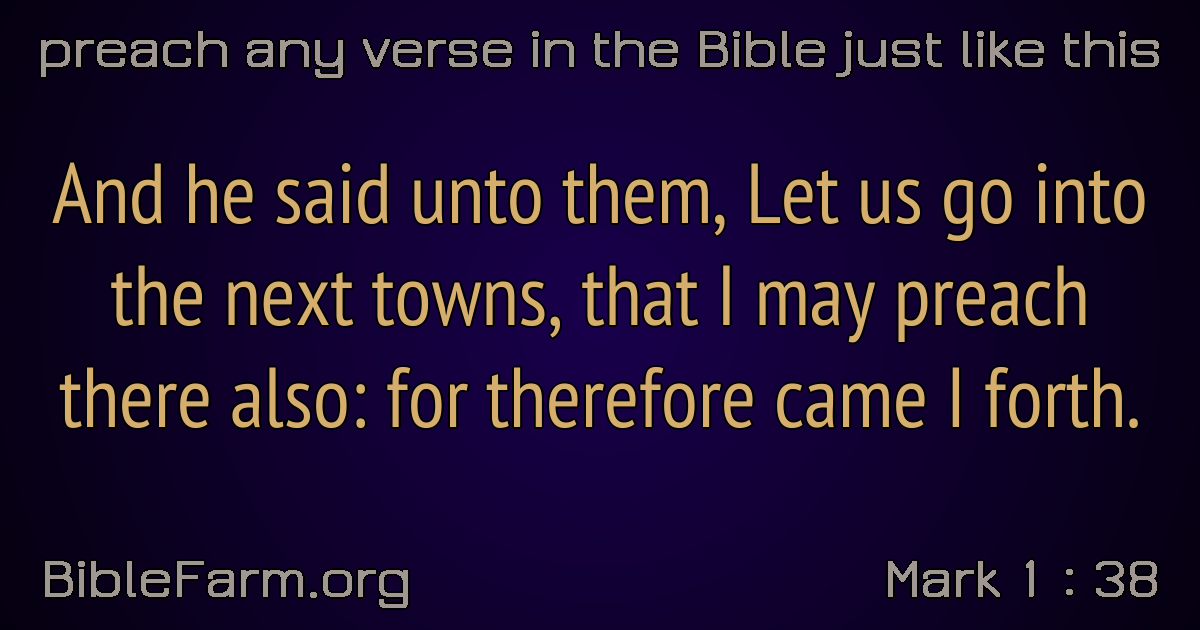 preach any verse in the Bible just like this
And he said unto them, Let us go into
the next towns, that I may preach
there also: for therefore came I forth.
BibleFarm.org
Mark 1 : 38